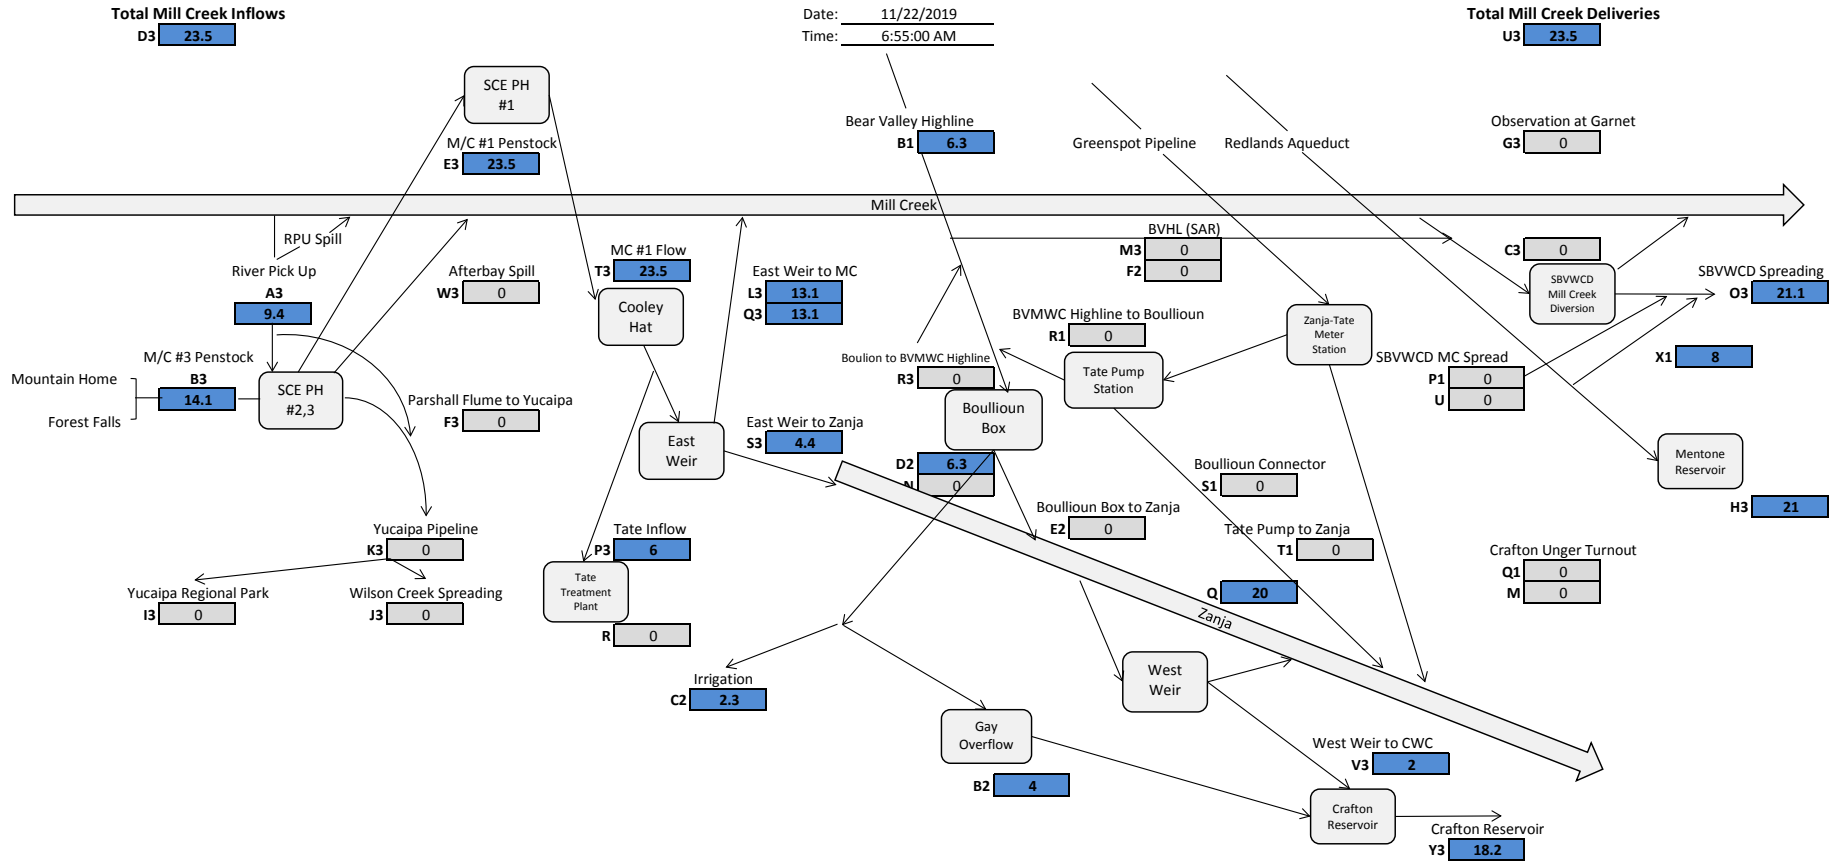 Total Mill Creek Inflows
D3 23.5
Date: 11/22/2019
Time: 6:55:00 AM
Total Mill Creek Deliveries
U3 23.5
SCE PH
#1
M/C #1 Penstock
E3 23.5
Bear Valley Highline
B1 6.3
Greenspot Pipeline
Redlands Aqueduct
Observation at Garnet
G3 0
Mill Creek
RPU Spill
River Pick Up
A3
9.4
Afterbay Spill
W3 0
MC #1 Flow
T3 23.5
Cooley
Hat
East Weir to MC
L3 13.1
Q3 13.1
BVHL (SAR)
M3 0
F2 0
C3 0
SBVWCD
Mill Creek
Diversion
SBVWCD Spreading
O3 21.1
BVMWC Highline to Boullioun
R1 0
Zanja-Tate
Meter
Station
M/C #3 Penstock
B3 14.1
Mountain Home
Forest Falls
SCE PH
#2,3
Parshall Flume to Yucaipa
F3 0
Boulion to BVMWC Highline
R3 0
Tate Pump
Station
SBVWCD MC Spread
P1 0
U 0
X1 8
Boullioun
Box
East
Weir
East Weir to Zanja
S3 4.4
D2 6.3
N 0
Boullioun Connector
S1 0
Mentone
Reservoir
H3 21
Boullioun Box to Zanja
E2 0
Tate Pump to Zanja
T1 0
Yucaipa Pipeline
K3 0
Tate Inflow
P3 6
Tate
Treatment
Plant
R 0
Crafton Unger Turnout
Q1 0
M 0
Yucaipa Regional Park
I3 0
Wilson Creek Spreading
J3 0
Q 20
Zanja
West
Weir
Irrigation
C2 2.3
Gay
Overflow
B2 4
West Weir to CWC
V3 2
Crafton
Reservoir
Crafton Reservoir
Y3 18.2